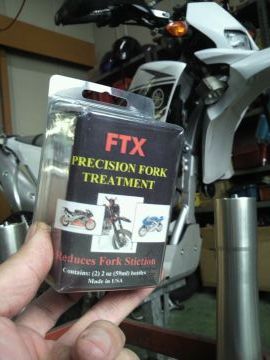 FTX
PRECISION FORK
TREATMENT
Reduces Fork Stiction
Contains: (2) 2 oz (59ml) bottles
Made in USA